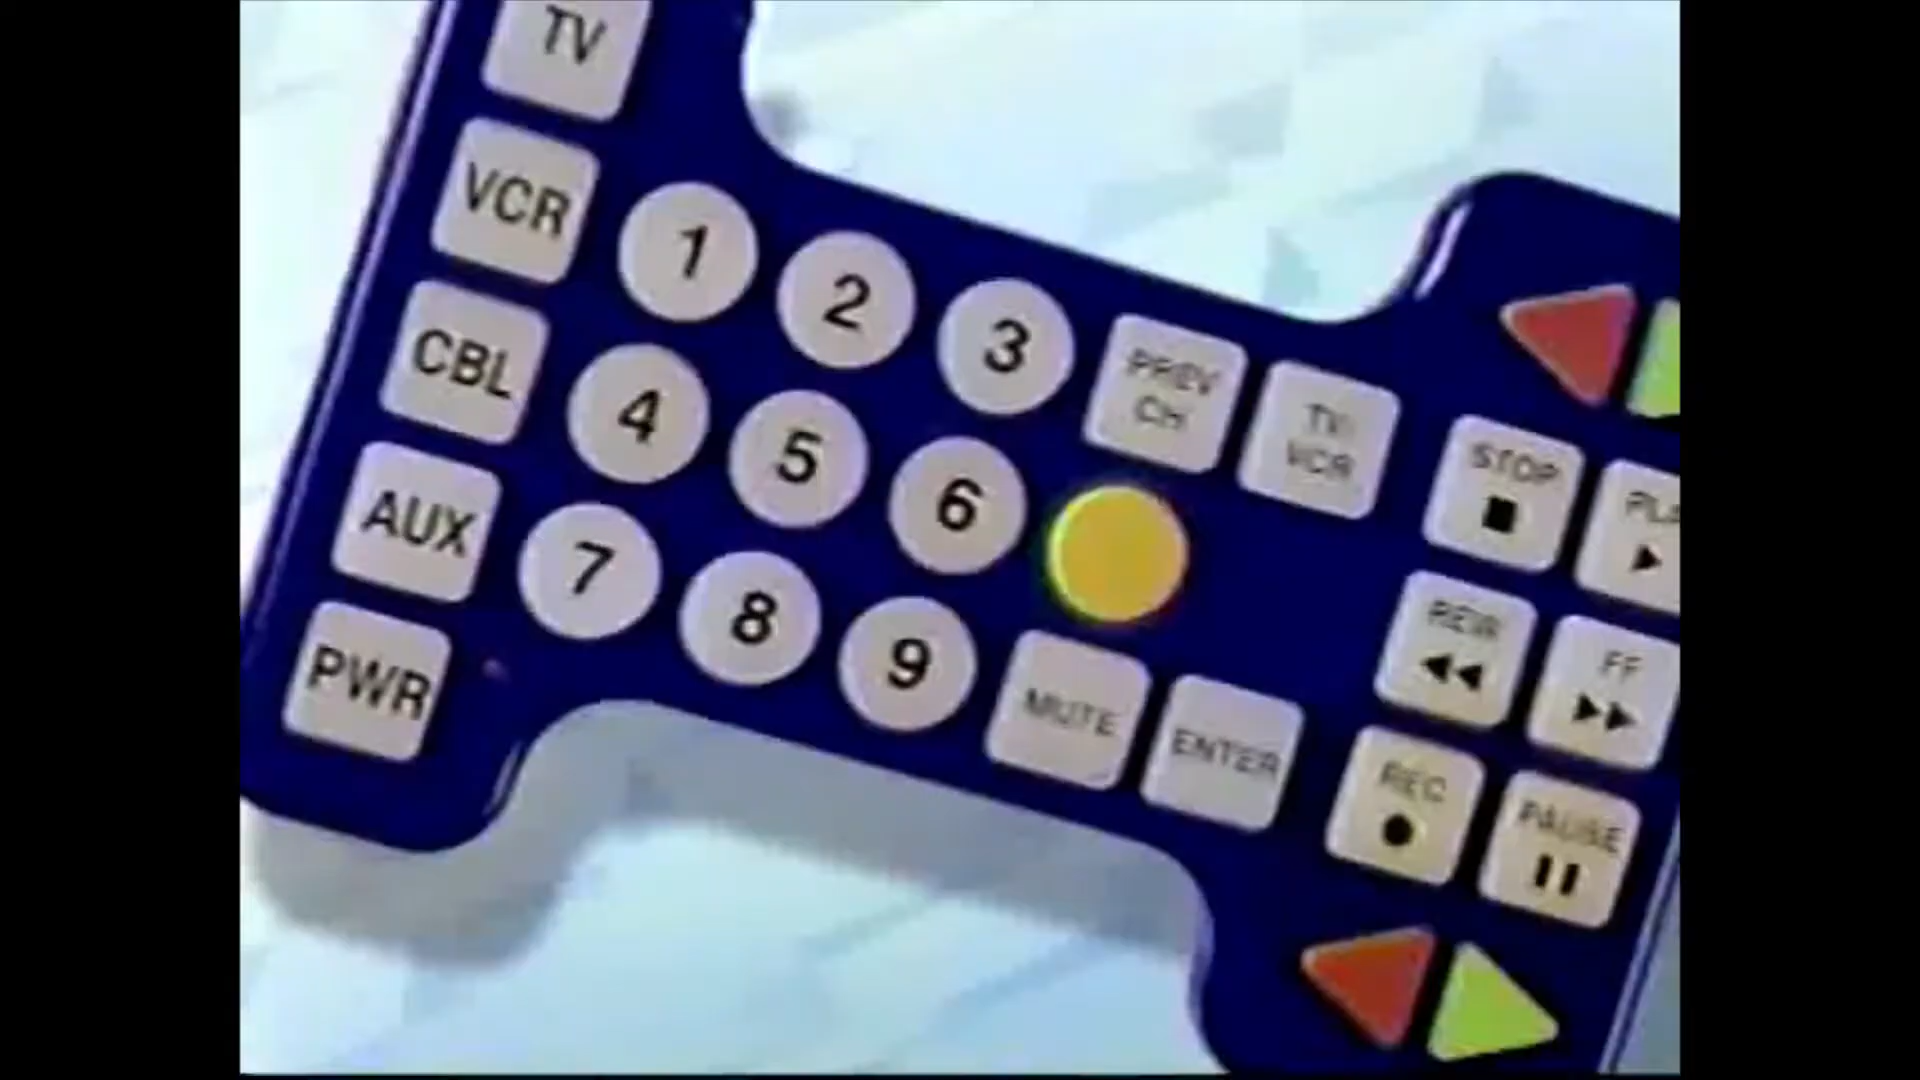 TV
VCR
CBL
AUX
PWR
1
2
3
4
5
6
7
8
9
PREV
CH
TV/
VCR
MUTE
ENTER
STOP
PLA
REW
FF
REC
PAUSE